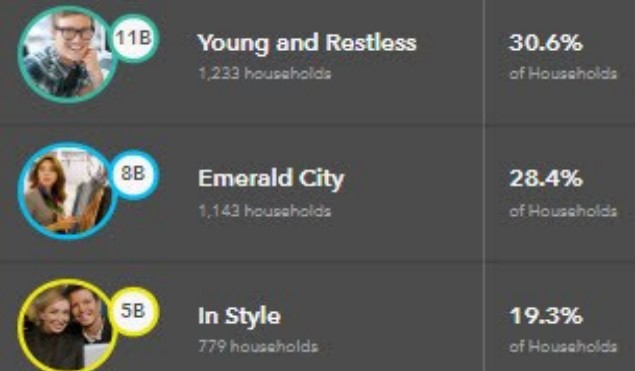 11B
Young and Restless
1,233 households
30.6%
of Households
8B
Emerald City
1,143 households
28.4%
of Households
5B
In Style
779 households
19.3%
of Households